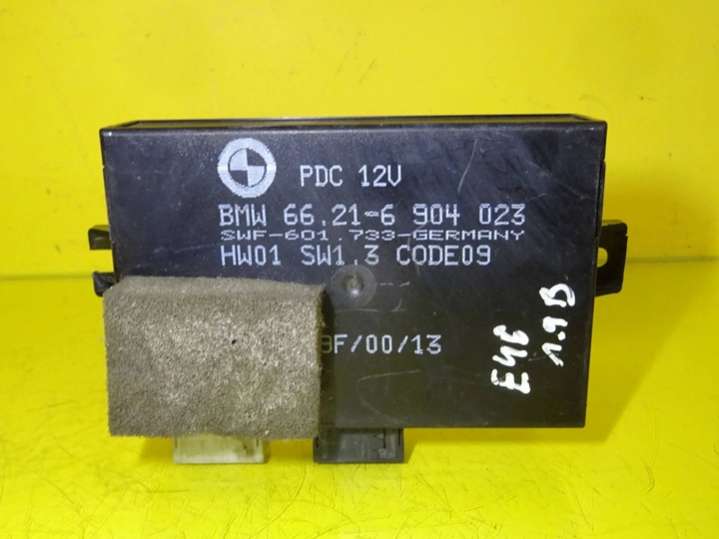 PDC 12V
BMW 66.21-6 904 023
SWF-601.733-GERMANY
HW01 SW1.3 CODE09
9F/00/13
E46
1.9B